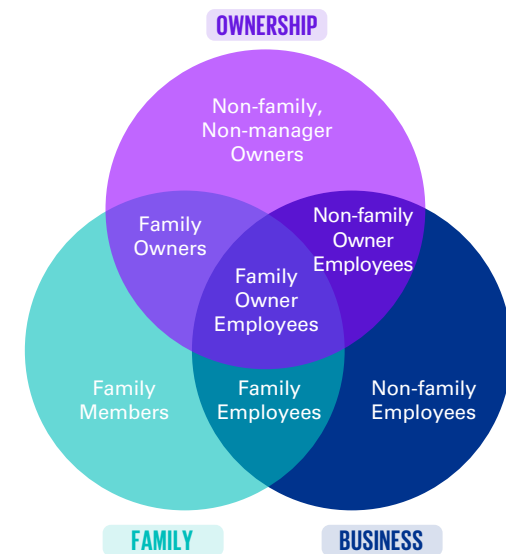 OWNERSHIP
Non-family,
Non-manager
Owners
Family
Owners
Non-family
Owner
Employees
Family
Owner
Employees
Family
Members
Family
Employees
Non-family
Employees
FAMILY
BUSINESS